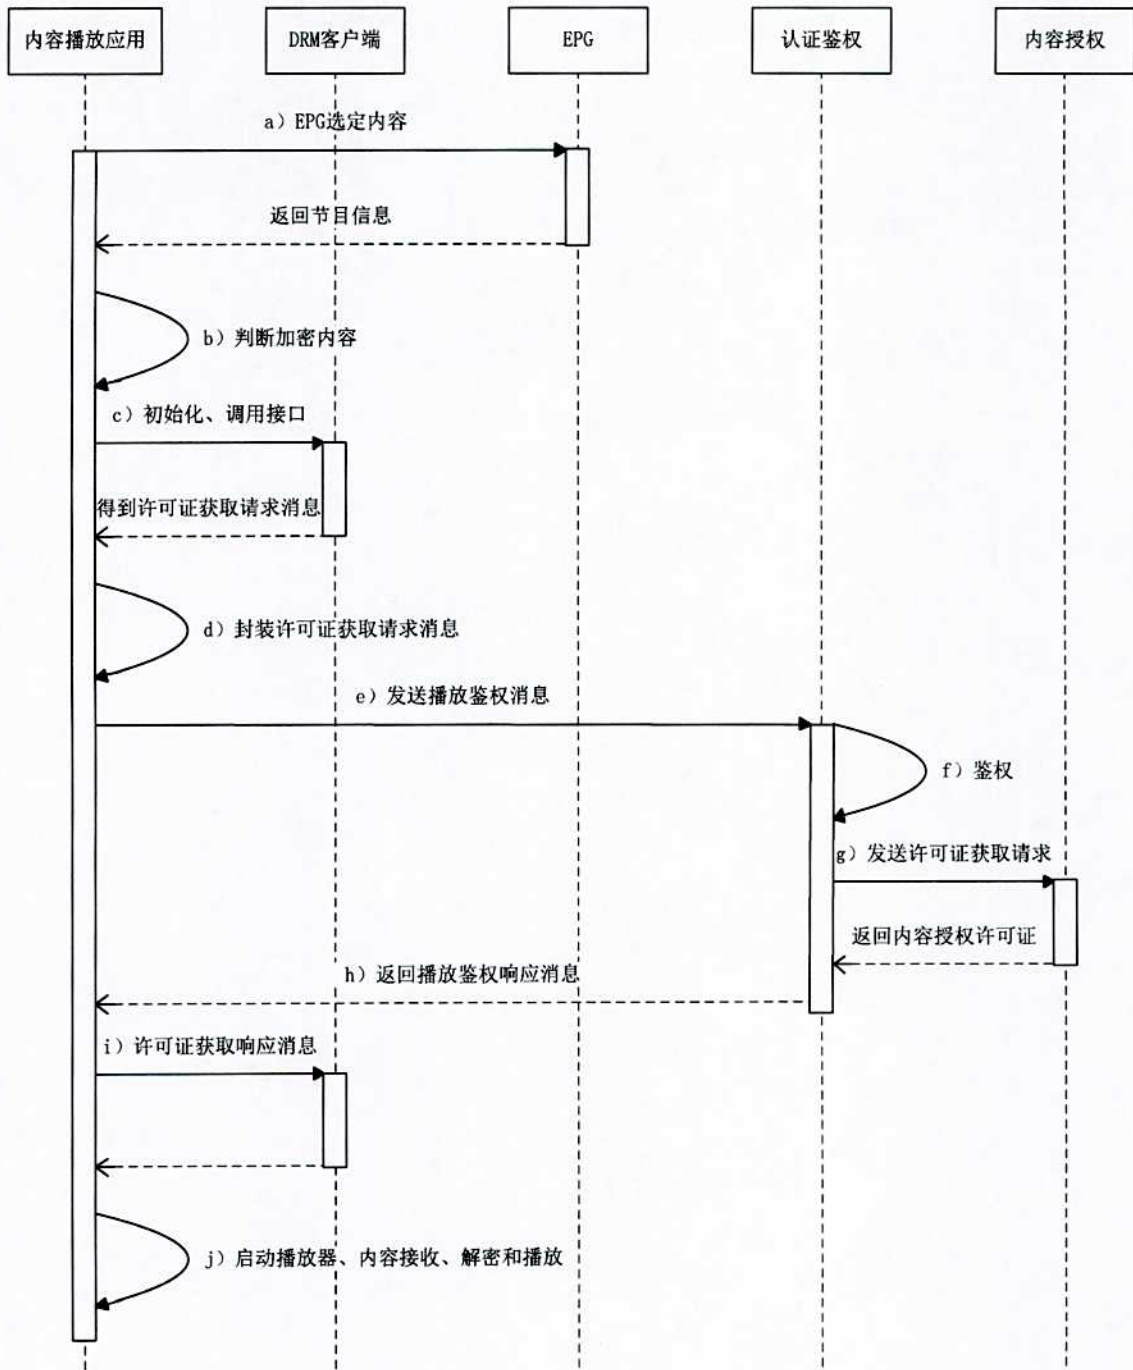 内容播放应用
DRM客户端
EPG
认证鉴权
内容授权
a）EPG选定内容
返回节目信息
b）判断加密内容
c）初始化、调用接口
得到许可证获取请求消息
d）封装许可证获取请求消息
e）发送播放鉴权消息
f）鉴权
g）发送许可证获取请求
返回内容授权许可证
h）返回播放鉴权响应消息
i）许可证获取响应消息
j）启动播放器、内容接收、解密和播放